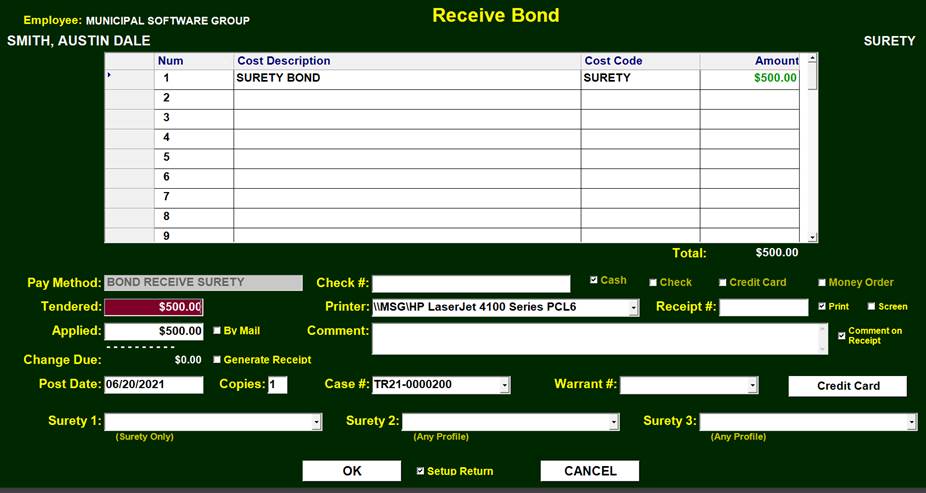 Receive Bond
Employee: MUNICIPAL SOFTWARE GROUP
SMITH, AUSTIN DALE SURETY
Num Cost Description Cost Code Amount
1 SURETY BOND SURETY $500.00
2
3
4
5
6
7
8
9
Total: $500.00
Pay Method: BOND RECEIVE SURETY Check #: Cash Check Credit Card Money Order
Tendered: $500.00 Printer: \\MSG\HP LaserJet 4100 Series PCL6 Receipt #: Print Screen
Applied: $500.00 By Mail Comment: Comment on
Receipt
----------
Change Due: $0.00 Generate Receipt
Post Date: 06/20/2021 Copies: 1 Case #: TR21-0000200 Warrant #: Credit Card
Surety 1: Surety 2: Surety 3:
(Surety Only) (Any Profile) (Any Profile)
OK Setup Return CANCEL